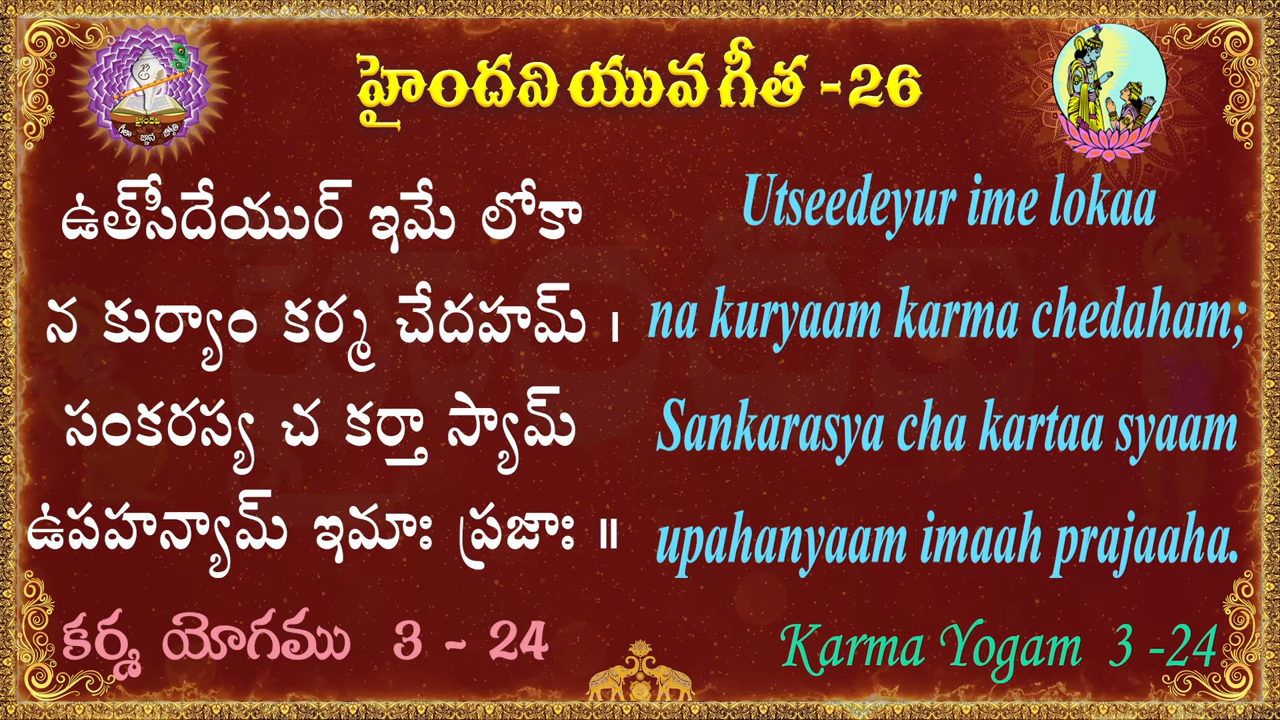 హైందవి యువ గీత - 26
హైందవి
గీతా జ్ఞాన జ్యోతి
ఉత్‌సీదేయుర్ ఇమే లోకా
న కుర్యాం కర్మ చేదహమ్ ।
సంకరస్య చ కర్తా స్యామ్
ఉపహన్యామ్ ఇమాః ప్రజాః ॥
కర్మ యోగము 3 - 24
Utseedeyur ime lokaa
na kuryaam karma chedaham;
Sankarasya cha kartaa syaam
upahanyaam imaah prajaaha.
Karma Yogam 3 -24